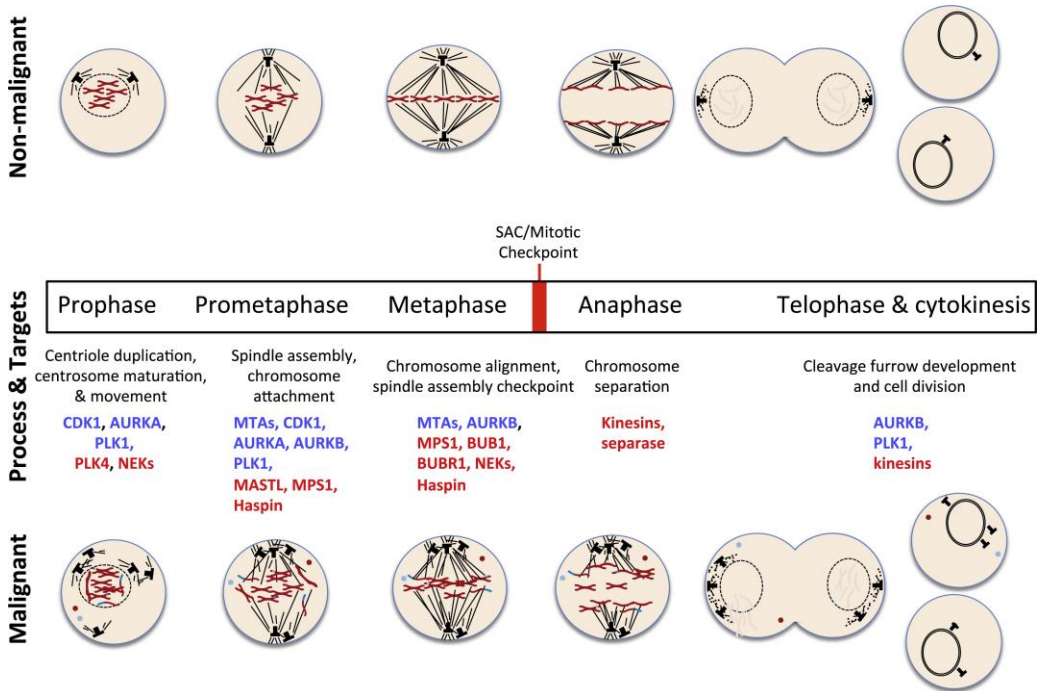 Non-malignant
SAC/Mitotic
Checkpoint
Process & Targets
Prophase
Prometaphase
Metaphase
Anaphase
Telophase & cytokinesis
Centriole duplication,
centrosome maturation,
& movement
CDK1, AURKA,
PLK1,
PLK4, NEKs
Spindle assembly,
chromosome
attachment
MTAs, CDK1,
AURKA, AURKB,
PLK1,
MASTL, MPS1,
Haspin
Chromosome alignment,
spindle assembly checkpoint
MTAs, AURKB,
MPS1, BUB1,
BUBR1, NEKs,
Haspin
Chromosome
separation
Kinesins,
separase
Cleavage furrow development
and cell division
AURKB,
PLK1,
kinesins
Malignant